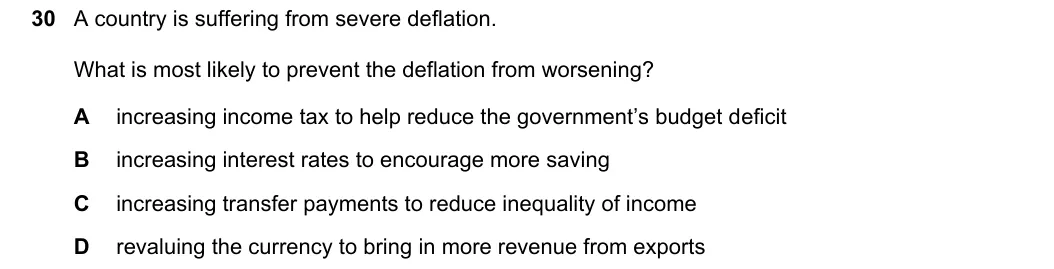 30 A country is suffering from severe deflation.
What is most likely to prevent the deflation from worsening?
A increasing income tax to help reduce the government’s budget deficit
B increasing interest rates to encourage more saving
C increasing transfer payments to reduce inequality of income
D revaluing the currency to bring in more revenue from exports